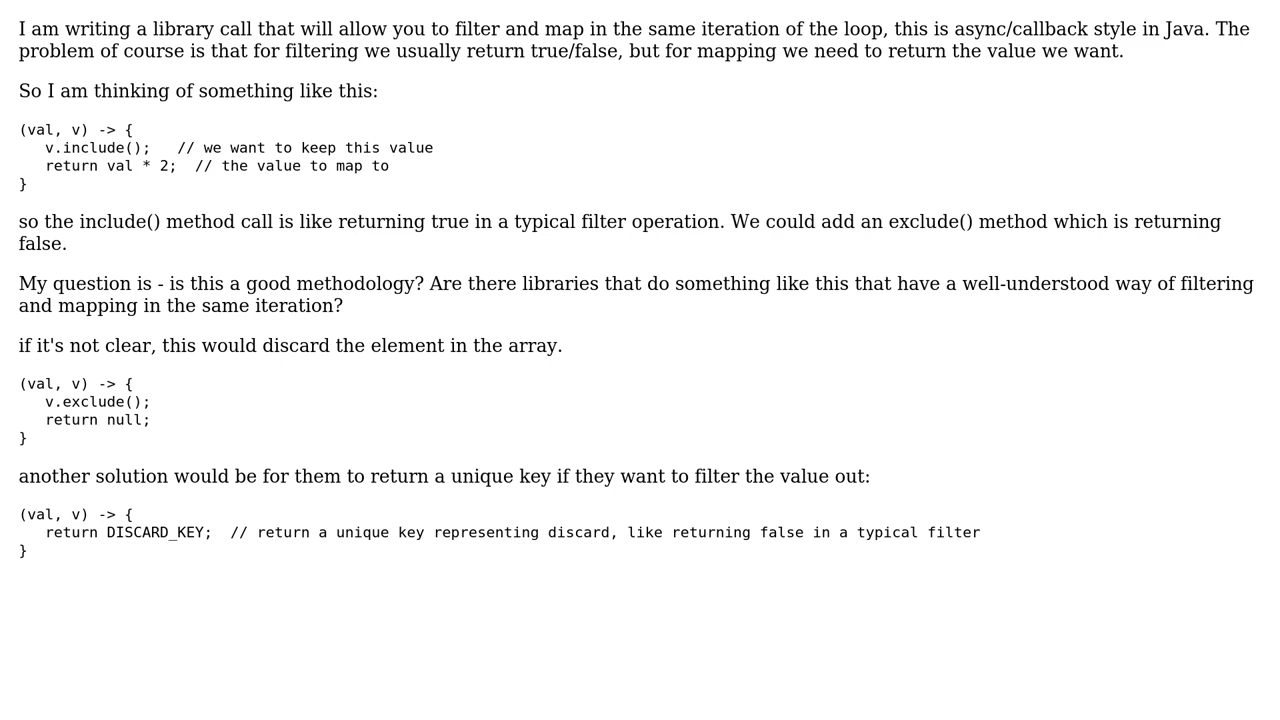 I am writing a library call that will allow you to filter and map in the same iteration of the loop, this is async/callback style in Java. The
problem of course is that for filtering we usually return true/false, but for mapping we need to return the value we want.
So I am thinking of something like this:
(val, v) -> {
   v.include();   // we want to keep this value
   return val * 2;  // the value to map to
}
so the include() method call is like returning true in a typical filter operation. We could add an exclude() method which is returning
false.
My question is - is this a good methodology? Are there libraries that do something like this that have a well-understood way of filtering
and mapping in the same iteration?
if it's not clear, this would discard the element in the array.
(val, v) -> {
   v.exclude();
   return null;
}
another solution would be for them to return a unique key if they want to filter the value out:
(val, v) -> {
   return DISCARD_KEY;  // return a unique key representing discard, like returning false in a typical filter
}